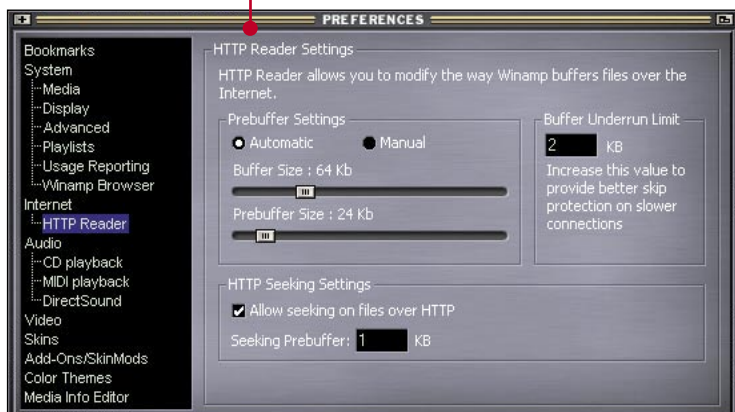 PREFERENCES
Bookmarks
System
Media
Display
Advanced
Playlists
Usage Reporting
Winamp Browser
Internet
HTTP Reader
Audio
CD playback
MIDI playback
DirectSound
Video
Skins
Add-Ons/SkinMods
Color Themes
Media Info Editor
HTTP Reader Settings
HTTP Reader allows you to modify the way Winamp buffers files over the
Internet.
Prebuffer Settings
Automatic Manual
Buffer Size : 64 Kb
Prebuffer Size : 24 Kb
Buffer Underrun Limit
2 KB
Increase this value to
provide better skip
protection on slower
connections
HTTP Seeking Settings
Allow seeking on files over HTTP
Seeking Prebuffer: 1 KB